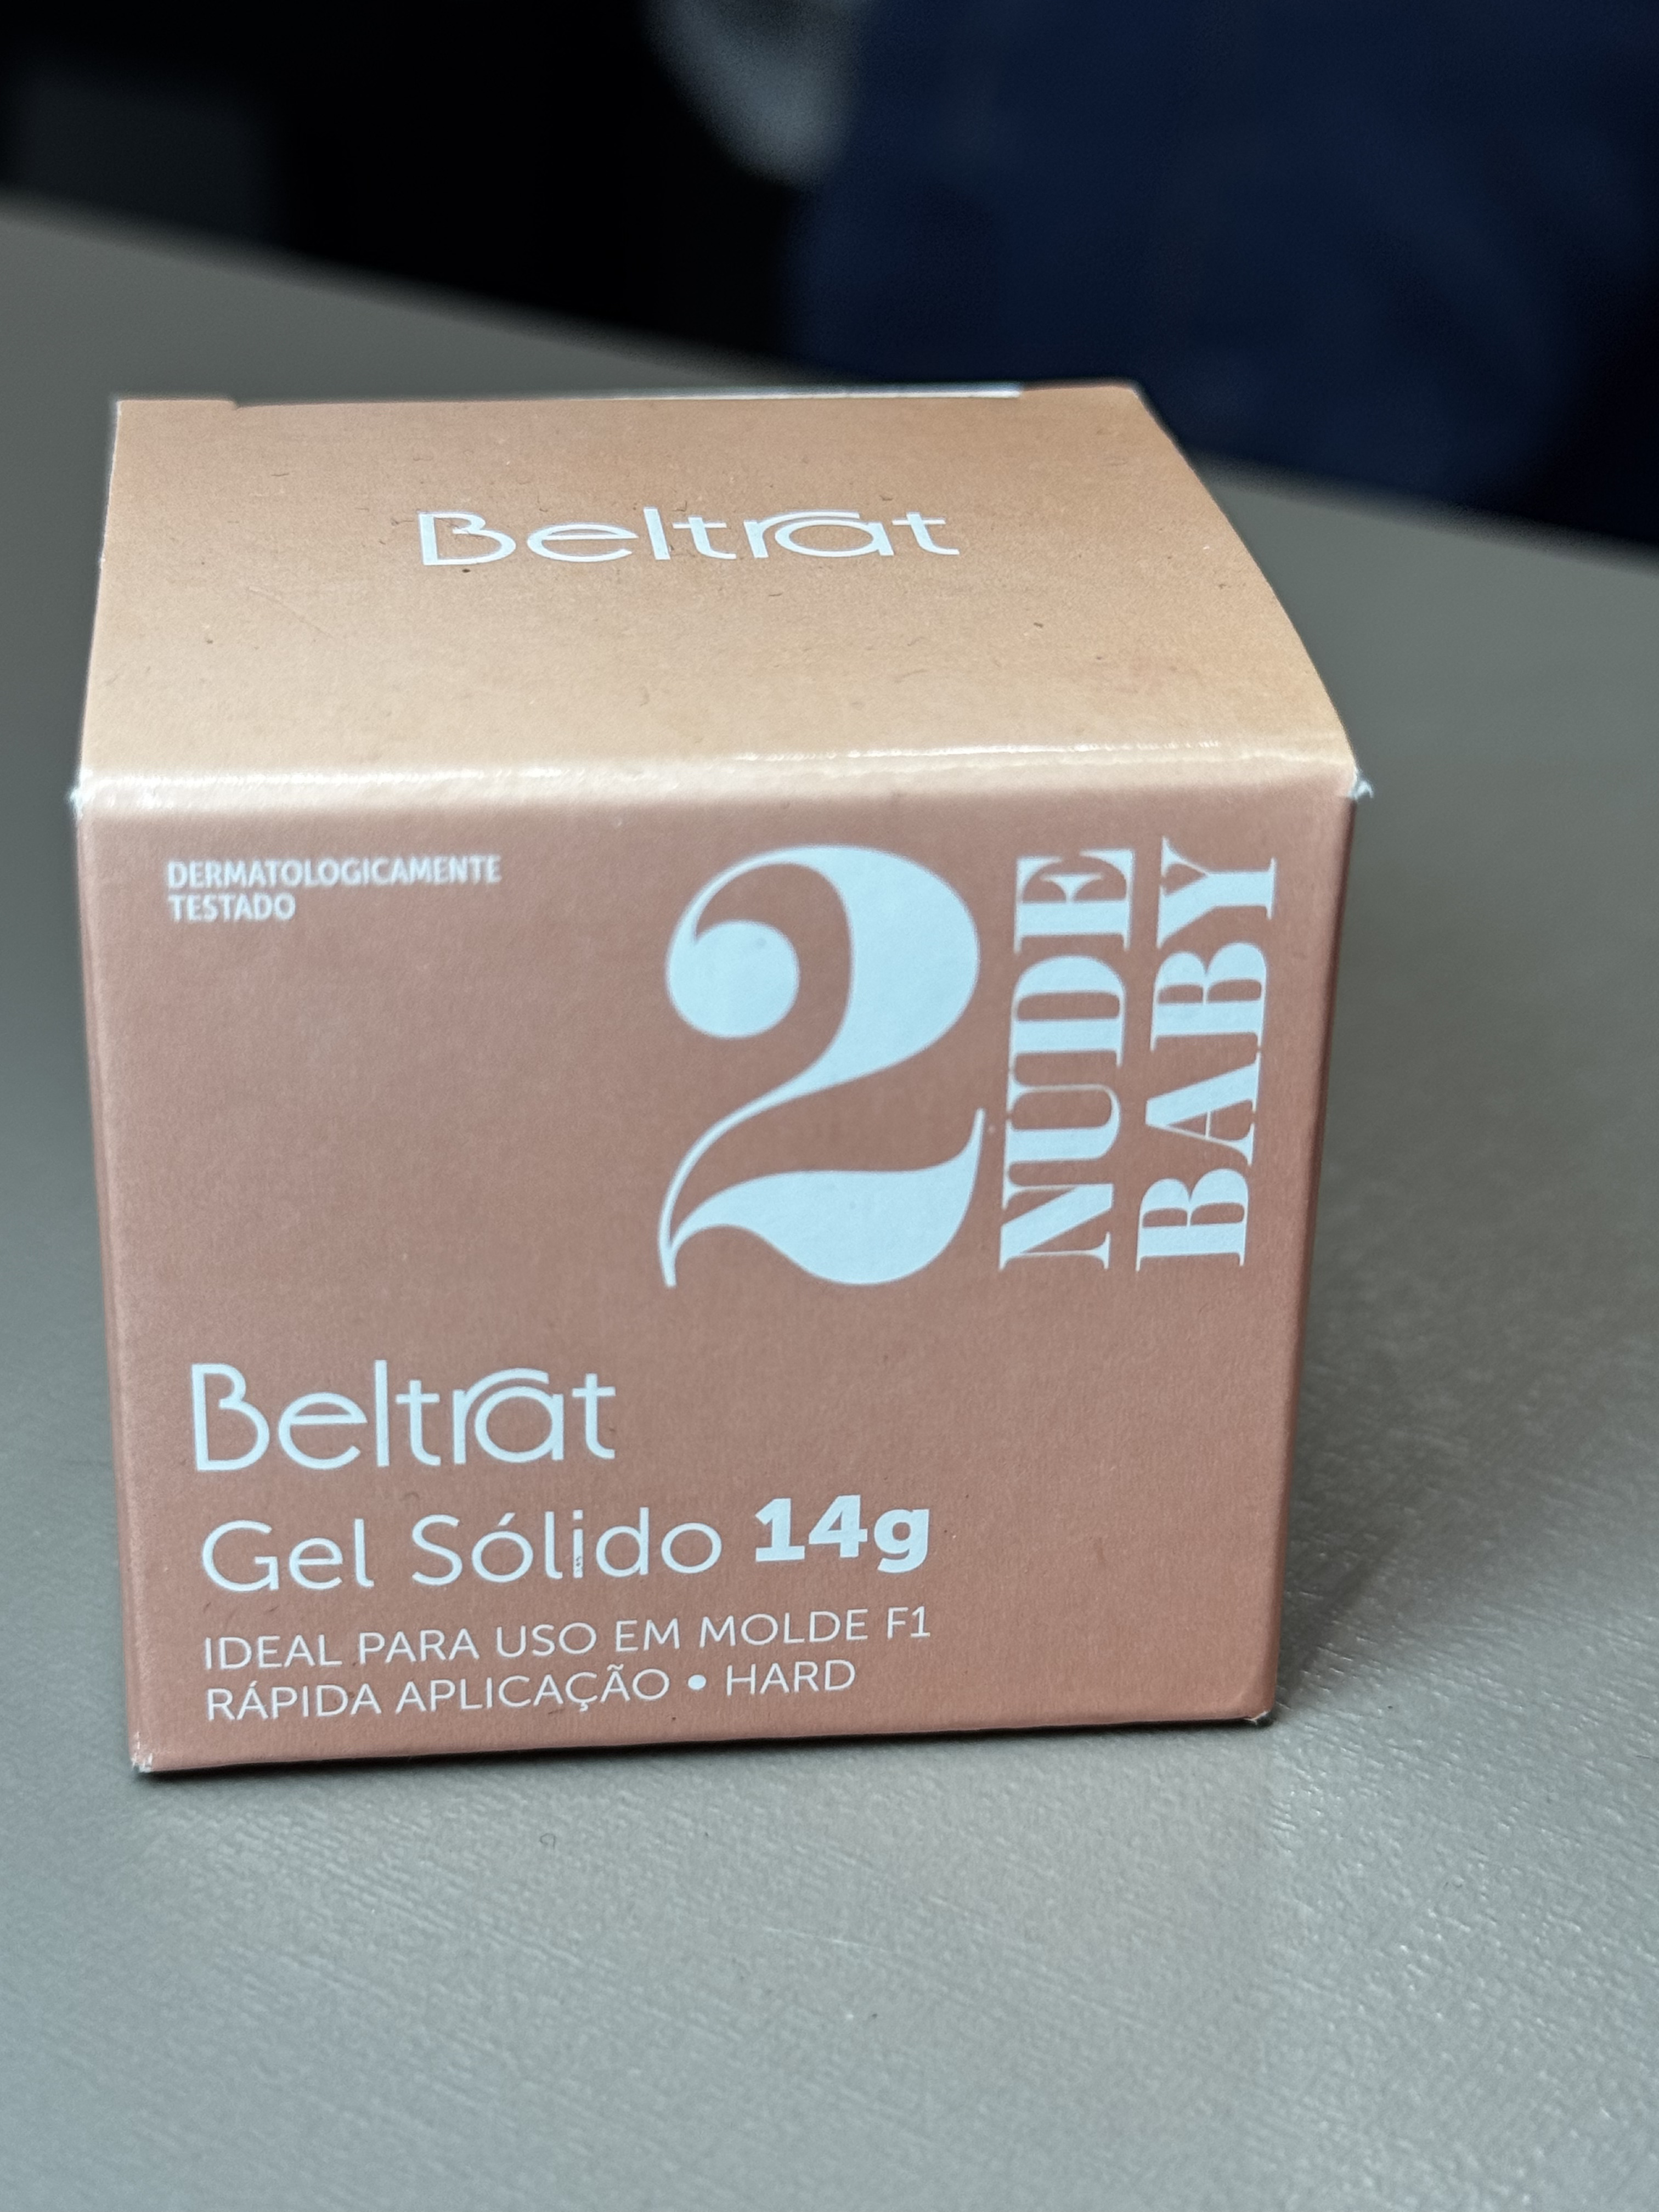 Beltrat
DERMATOLOGICAMENTE
TESTADO
2
NUDE
BABY
Beltrat
Gel Sólido 14g
IDEAL PARA USO EM MOLDE F1
RÁPIDA APLICAÇÃO • HARD